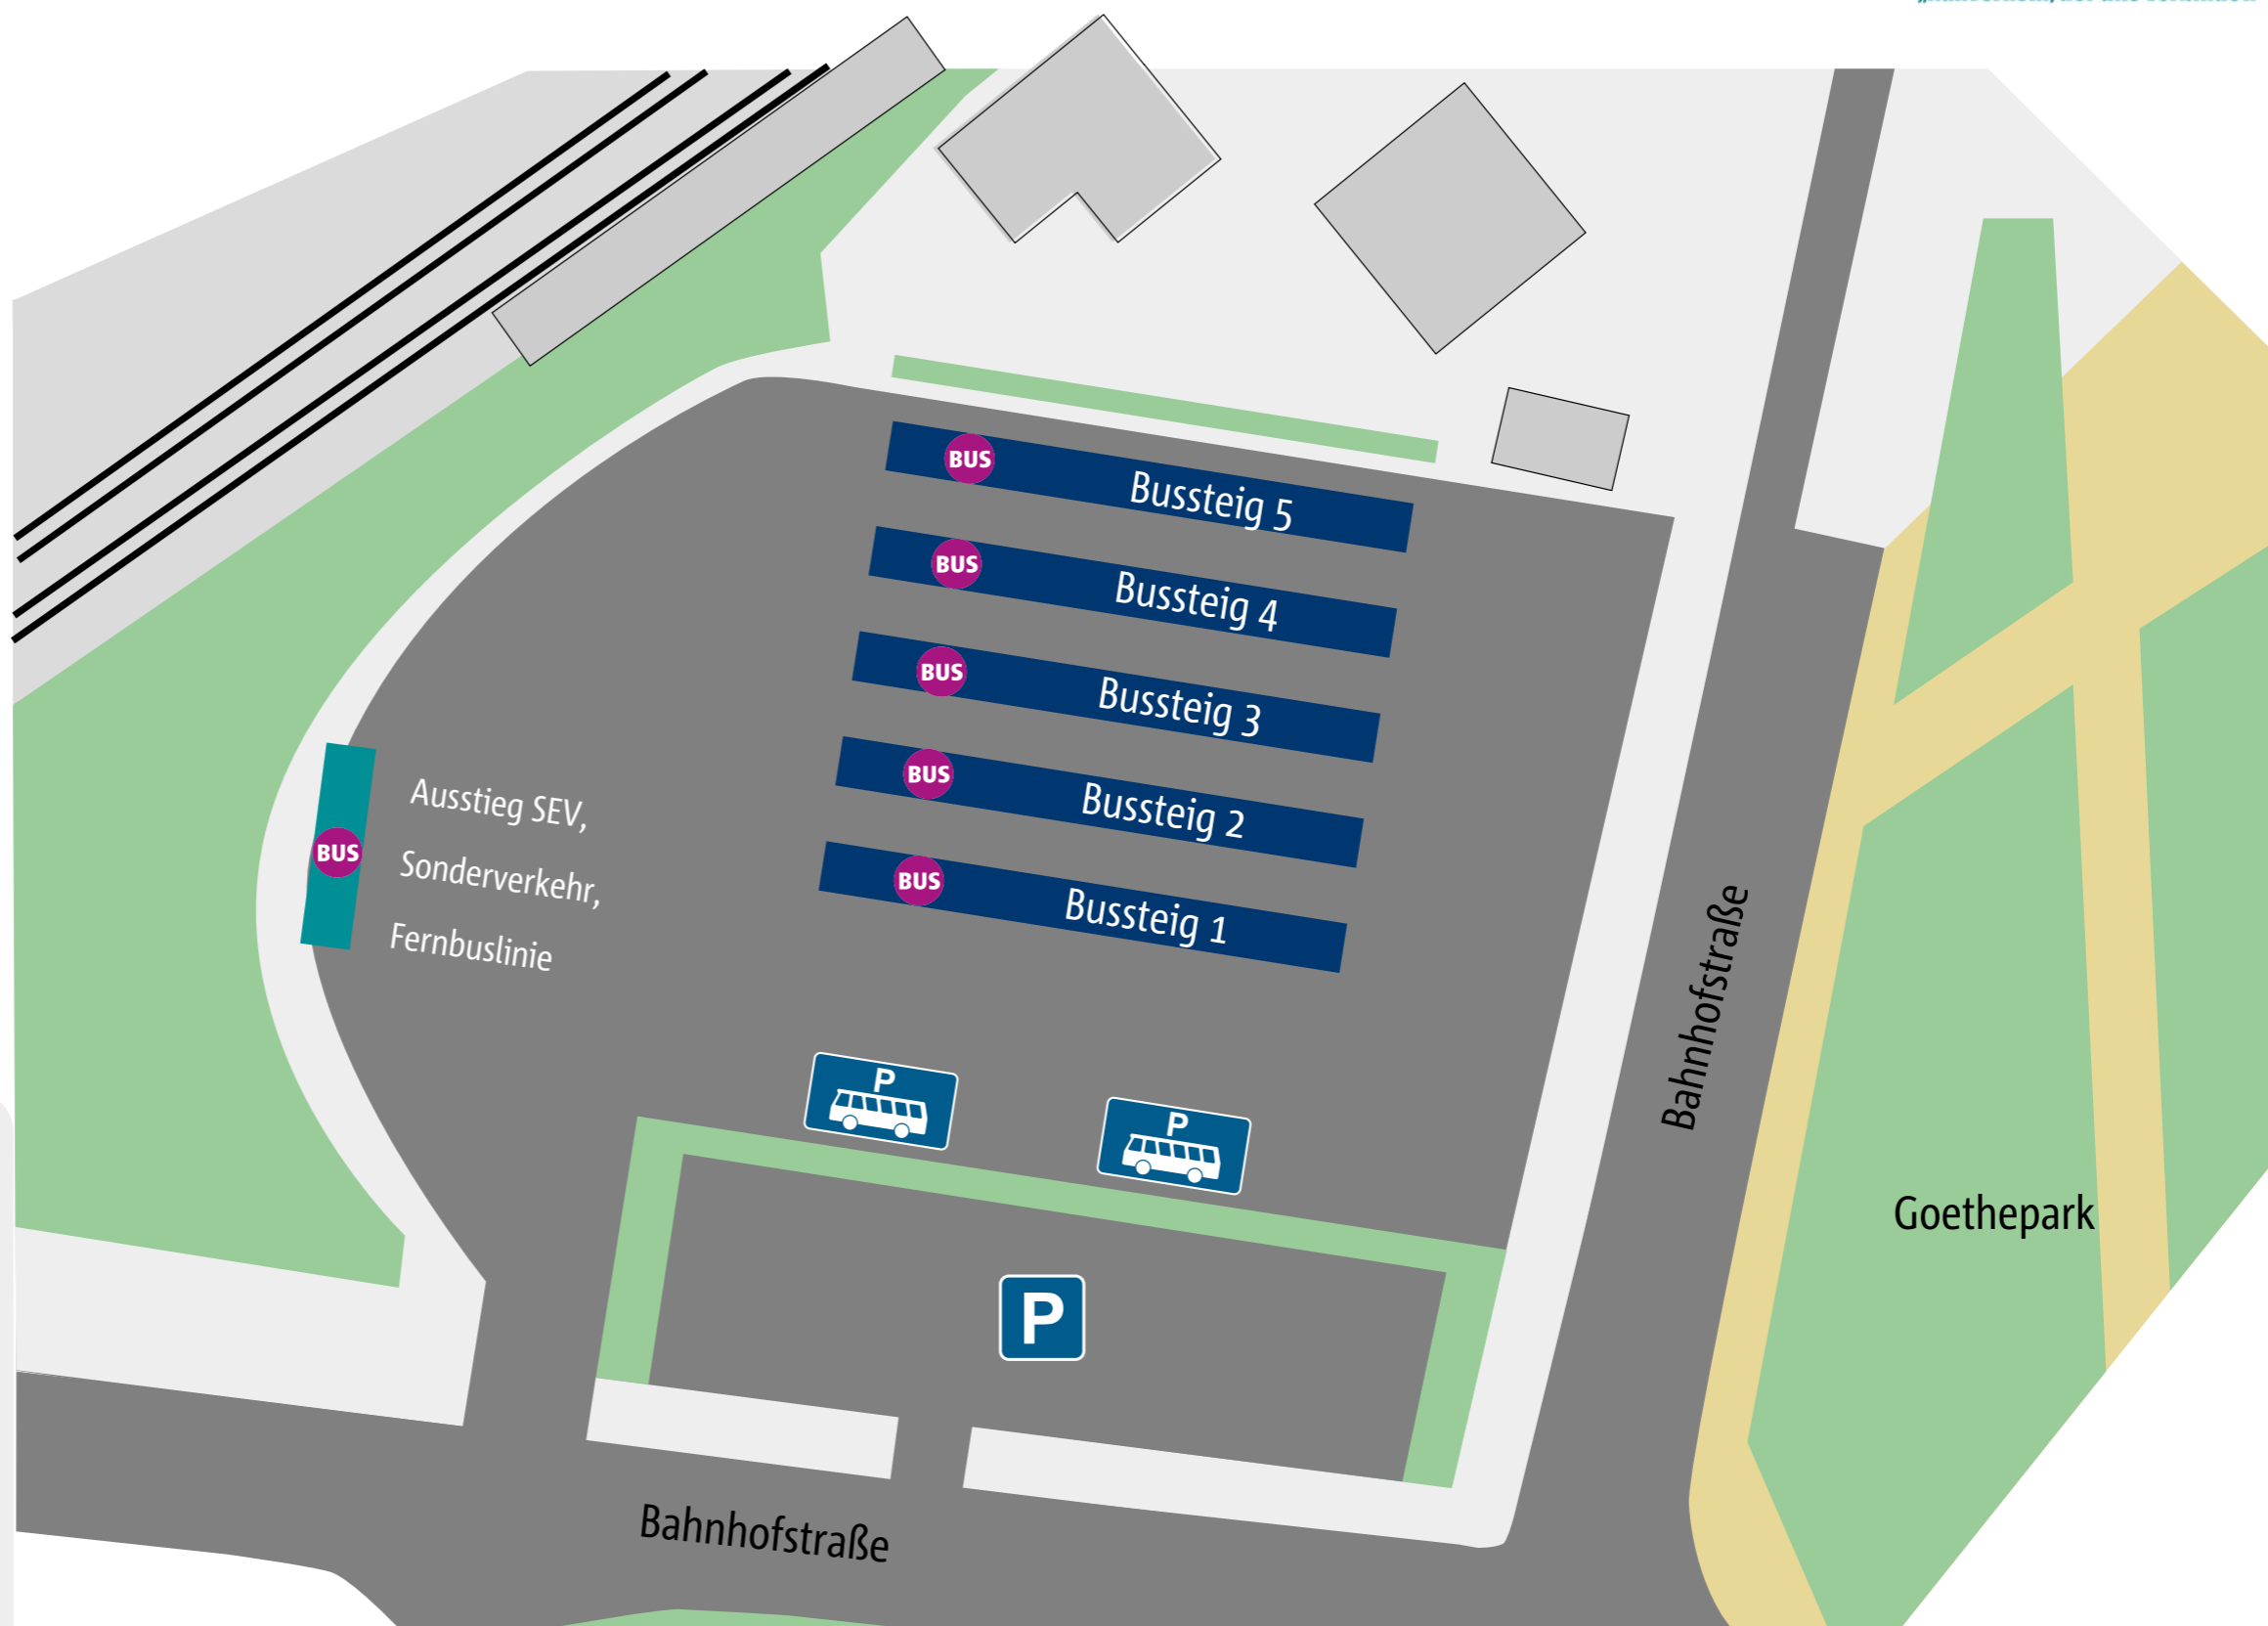 BUS
Bussteig 5
BUS
Bussteig 4
BUS
Bussteig 3
BUS
Bussteig 2
BUS
Bussteig 1
BUS
Ausstieg SEV,
Sonderverkehr,
Fernbuslinie
P
P
P
Bahnhofstraße
Bahnhofstraße
Goethepark